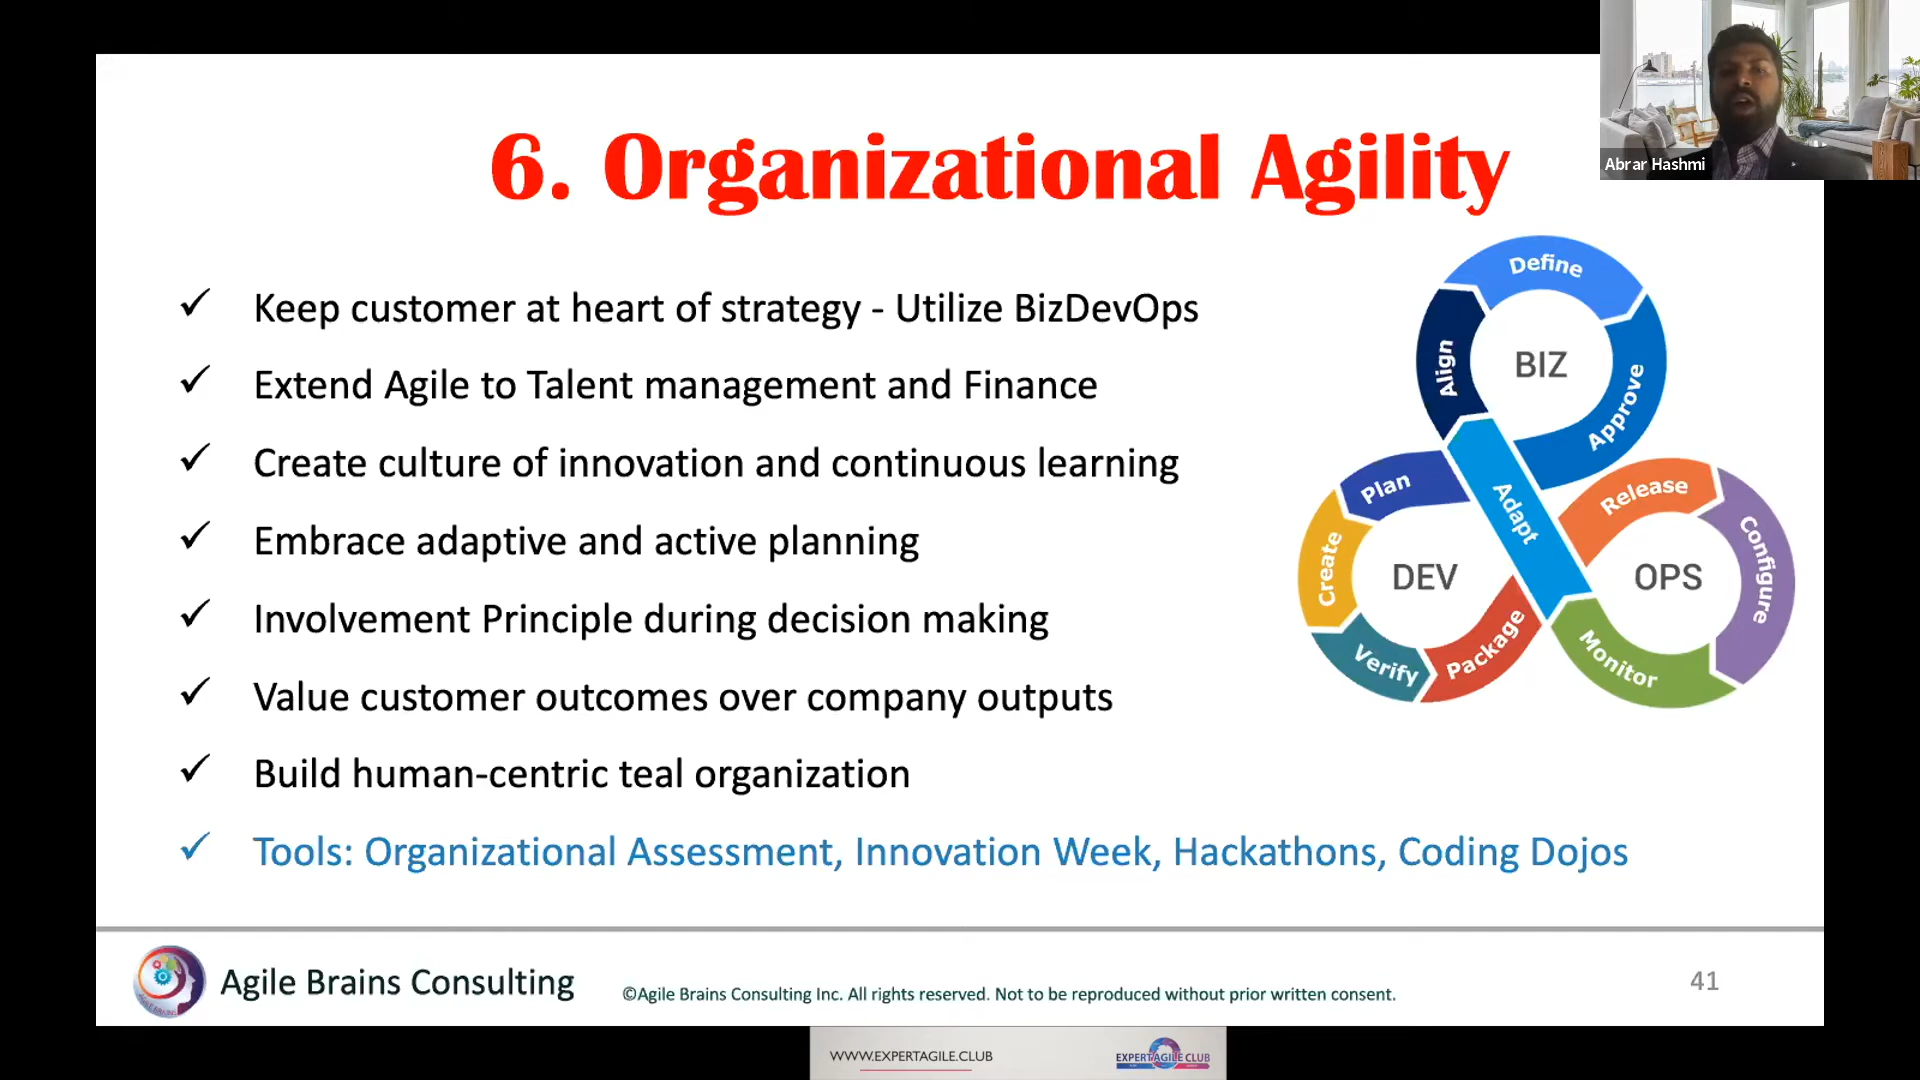 6. Organizational Agility
Abrar Hashmi
Keep customer at heart of strategy - Utilize BizDevOps
Extend Agile to Talent management and Finance
Create culture of innovation and continuous learning
Embrace adaptive and active planning
Involvement Principle during decision making
Value customer outcomes over company outputs
Build human-centric teal organization
Tools: Organizational Assessment, Innovation Week, Hackathons, Coding Dojos
Define
Align
BIZ
Approve
Adapt
Plan
Create
DEV
Verify
Package
Release
Configure
OPS
Monitor
AGILE BRAINS
Agile Brains Consulting
©Agile Brains Consulting Inc. All rights reserved. Not to be reproduced without prior written consent.
41
WWW.EXPERTAGILE.CLUB
EXPERT AGILE CLUB